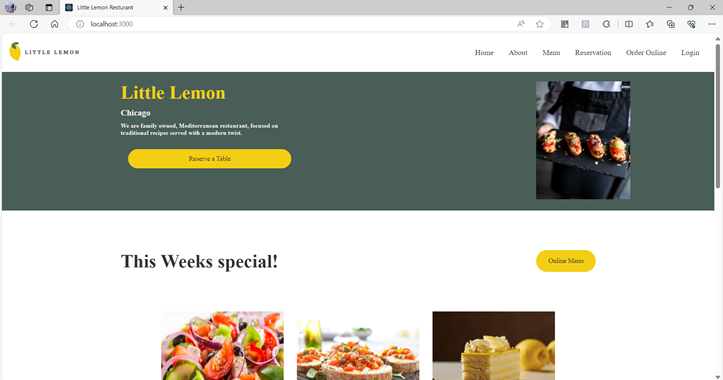 Little Lemon Resturant
localhost:3000
LITTLE LEMON
Home About Menu Reservation Order Online Login
Little Lemon
Chicago
We are family owned, Mediterranean restaurant, focused on
traditional recipes served with a modern twist.
Reserve a Table
This Weeks special!
Online Menu